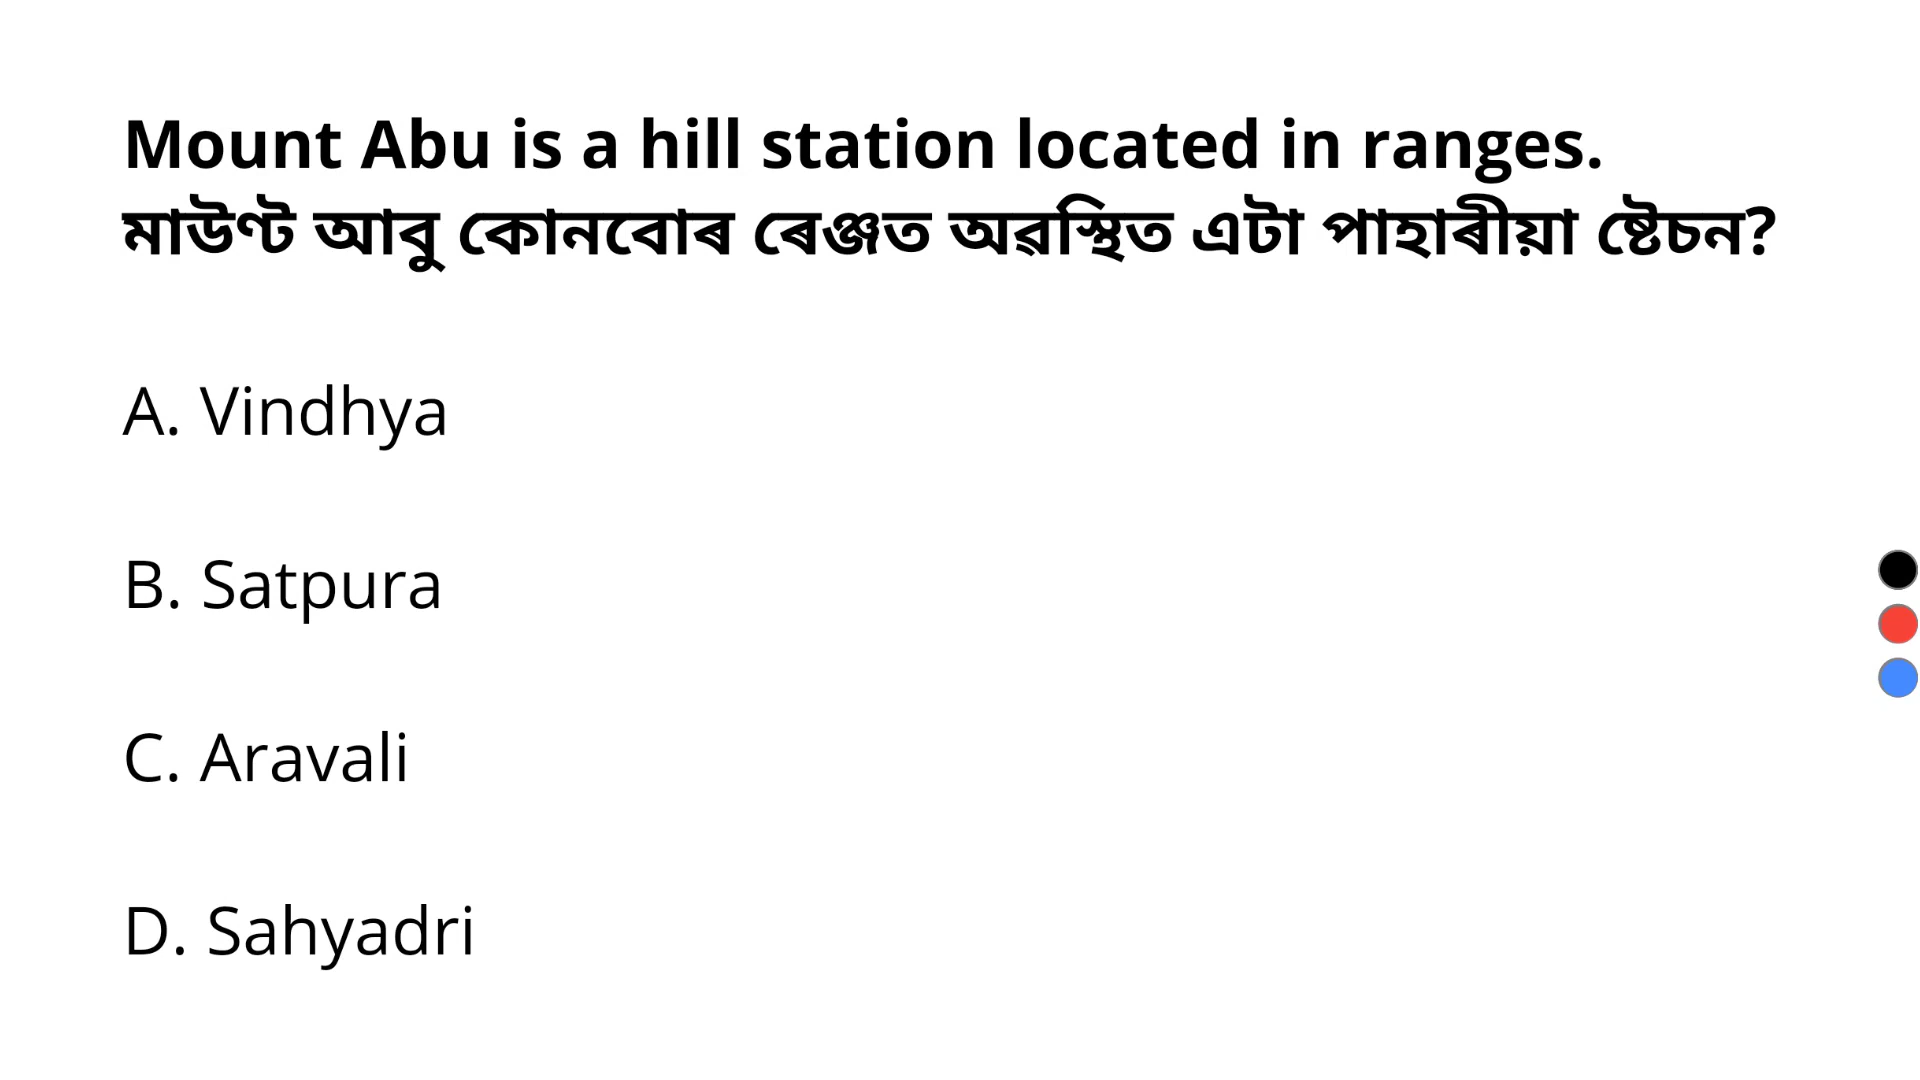 Mount Abu is a hill station located in ranges.
মাউণ্ট আবু কোনবোৰ ৰেঞ্জত অৱস্থিত এটা পাহাৰীয়া ষ্টেচন?
A. Vindhya
B. Satpura
C. Aravali
D. Sahyadri